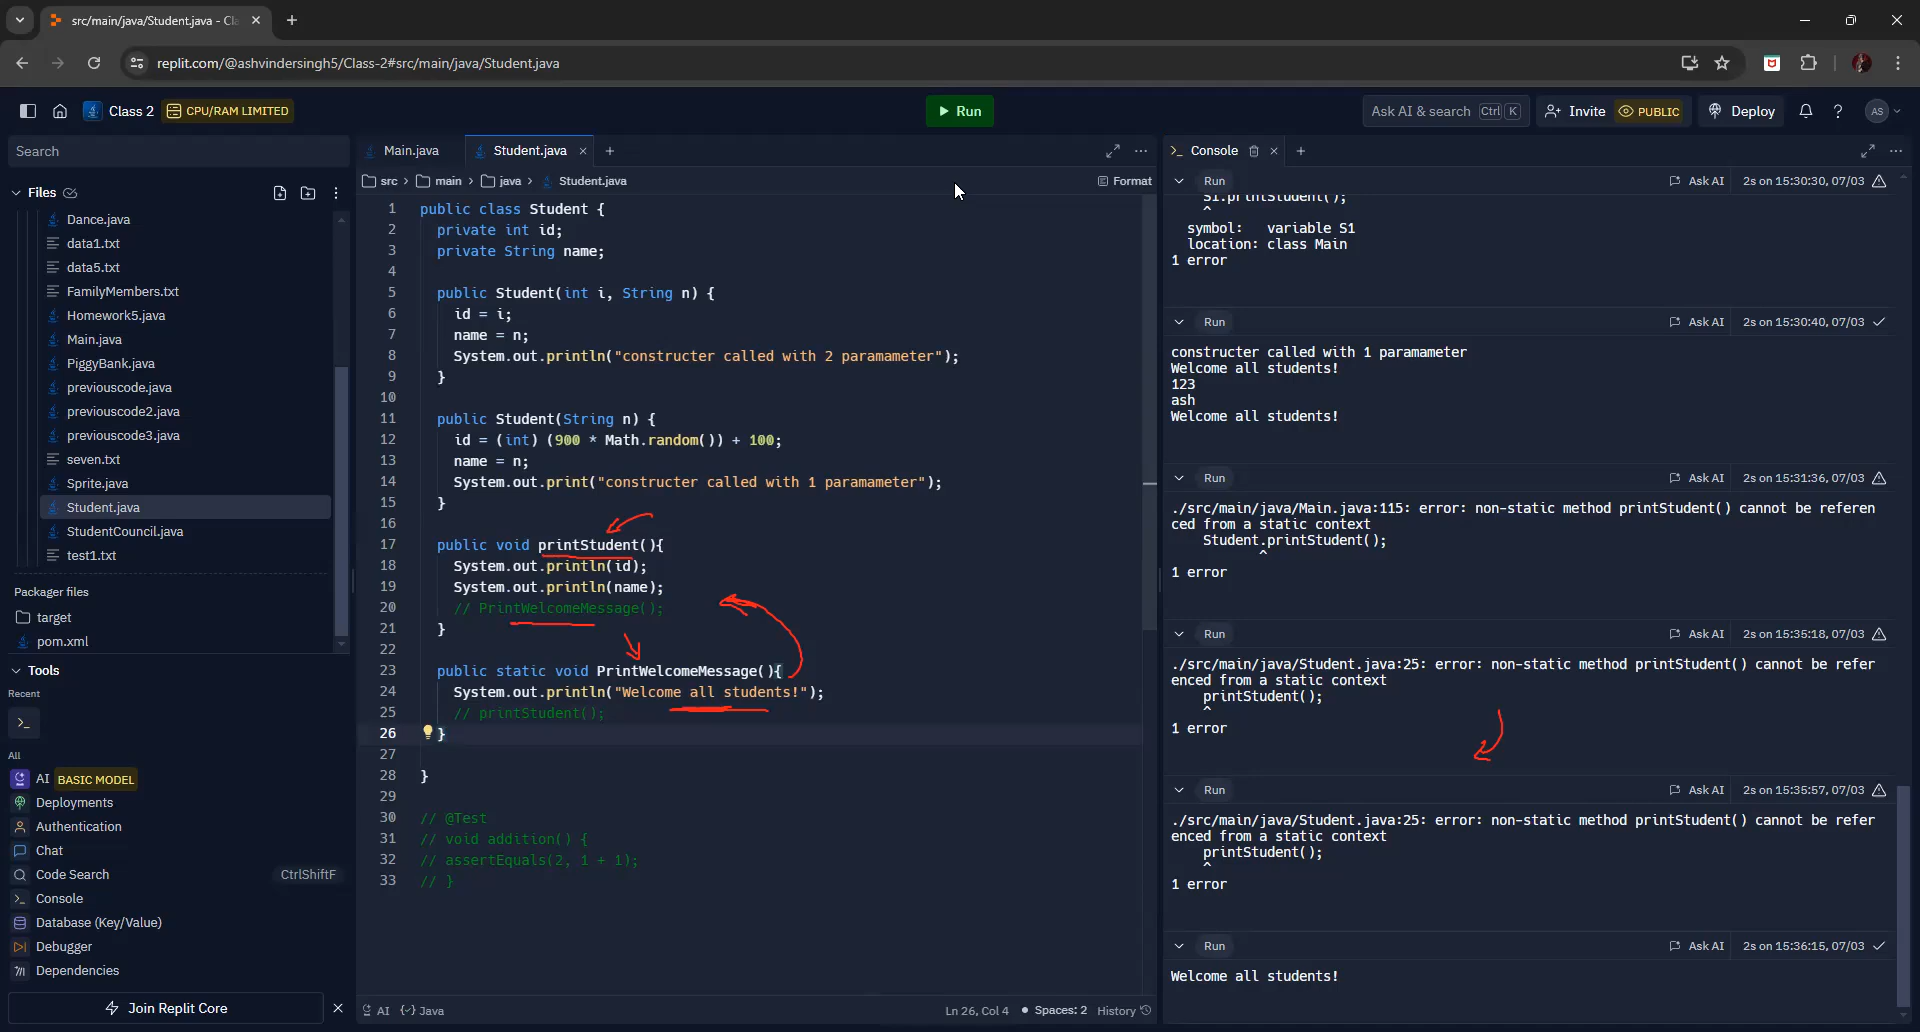 src/main/java/Student.java - Cla
replit.com/@ashvindersingh5/Class-2#src/main/java/Student.java
Class 2
CPU/RAM LIMITED
Run
Ask AI & search Ctrl K
Invite
PUBLIC
Deploy
AS
Search
Files
Dance.java
data1.txt
data5.txt
FamilyMembers.txt
Homework5.java
Main.java
PiggyBank.java
previouscode.java
previouscode2.java
previouscode3.java
seven.txt
Sprite.java
Student.java
StudentCouncil.java
test1.txt
Packager files
target
pom.xml
Tools
Recent
All
AI BASIC MODEL
Deployments
Authentication
Chat
Code Search CtrlShiftF
Console
Database (Key/Value)
Debugger
Dependencies
Join Replit Core
Main.java
Student.java
src > main > java > Student.java
Format
1 public class Student {
2 private int id;
3 private String name;
4
5 public Student(int i, String n) {
6 id = i;
7 name = n;
8 System.out.println("constructer called with 2 paramameter");
9 }
10
11 public Student(String n) {
12 id = (int) (900 * Math.random()) + 100;
13 name = n;
14 System.out.print("constructer called with 1 paramameter");
15 }
16
17 public void printStudent(){
18 System.out.println(id);
19 System.out.println(name);
20 // PrintWelcomeMessage();
21 }
22
23 public static void PrintWelcomeMessage(){
24 System.out.println("Welcome all students!");
25 // printStudent();
26 }
27
28 }
29
30 // @Test
31 // void addition() {
32 // assertEquals(2, 1 + 1);
33 // }
AI
Java
Ln 26, Col 4
Spaces: 2
History
Console
Run Ask AI 2s on 15:30:30, 07/03
S1.printStudent();
^
symbol: variable S1
location: class Main
1 error
Run Ask AI 2s on 15:30:40, 07/03
constructer called with 1 paramameter
Welcome all students!
123
ash
Welcome all students!
Run Ask AI 2s on 15:31:36, 07/03
./src/main/java/Main.java:115: error: non-static method printStudent() cannot be referen
ced from a static context
Student.printStudent();
^
1 error
Run Ask AI 2s on 15:35:18, 07/03
./src/main/java/Student.java:25: error: non-static method printStudent() cannot be refer
enced from a static context
printStudent();
^
1 error
Run Ask AI 2s on 15:35:57, 07/03
./src/main/java/Student.java:25: error: non-static method printStudent() cannot be refer
enced from a static context
printStudent();
^
1 error
Run Ask AI 2s on 15:36:15, 07/03
Welcome all students!